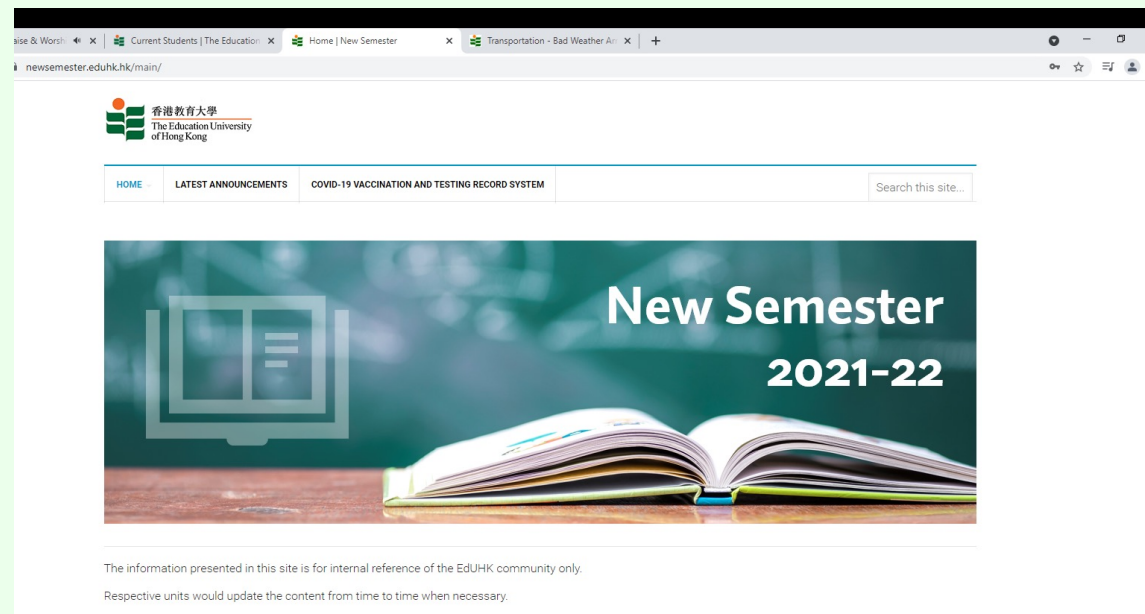 Current Students | The Education
Home | New Semester
Transportation - Bad Weather Arr
newsemester.eduhk.hk/main/
香港教育大學
The Education University
of Hong Kong
HOME
LATEST ANNOUNCEMENTS
COVID-19 VACCINATION AND TESTING RECORD SYSTEM
Search this site...
New Semester
2021-22
The information presented in this site is for internal reference of the EdUHK community only.
Respective units would update the content from time to time when necessary.